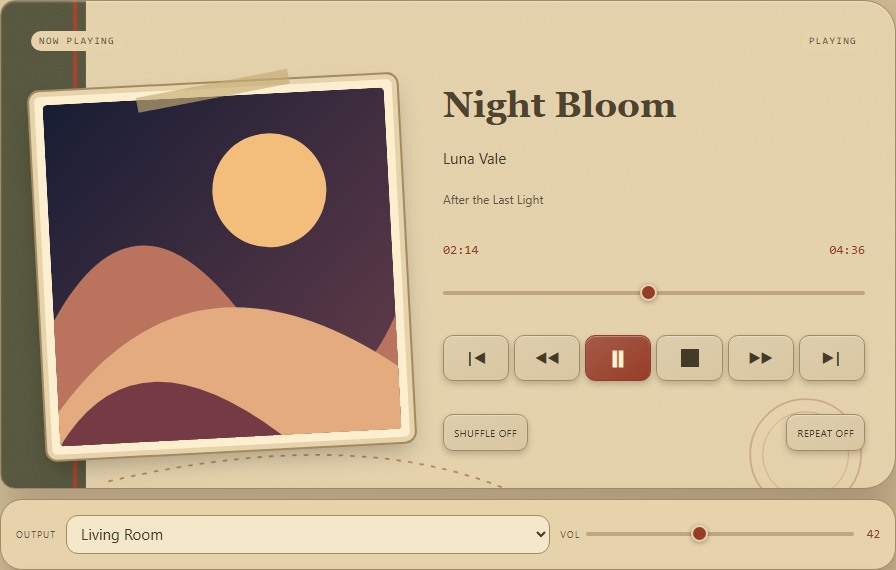 NOW PLAYING
PLAYING
Night Bloom
Luna Vale
After the Last Light
02:14 04:36
SHUFFLE OFF REPEAT OFF
OUTPUT Living Room VOL 42